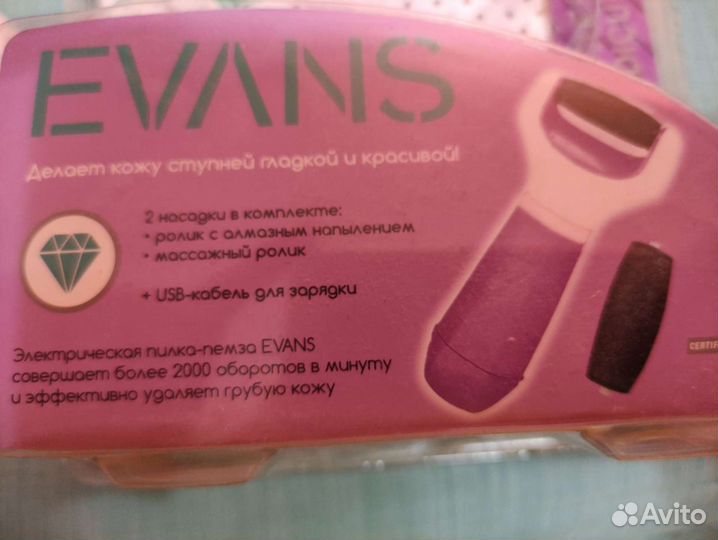 EVANS
Делает кожу ступней гладкой и красивой!
2 насадки в комплекте:
• ролик с алмазным напылением
• массажный ролик
+ USB-кабель для зарядки
Электрическая пилка-пемза EVANS
совершает более 2000 оборотов в минуту
и эффективно удаляет грубую кожу
Avito